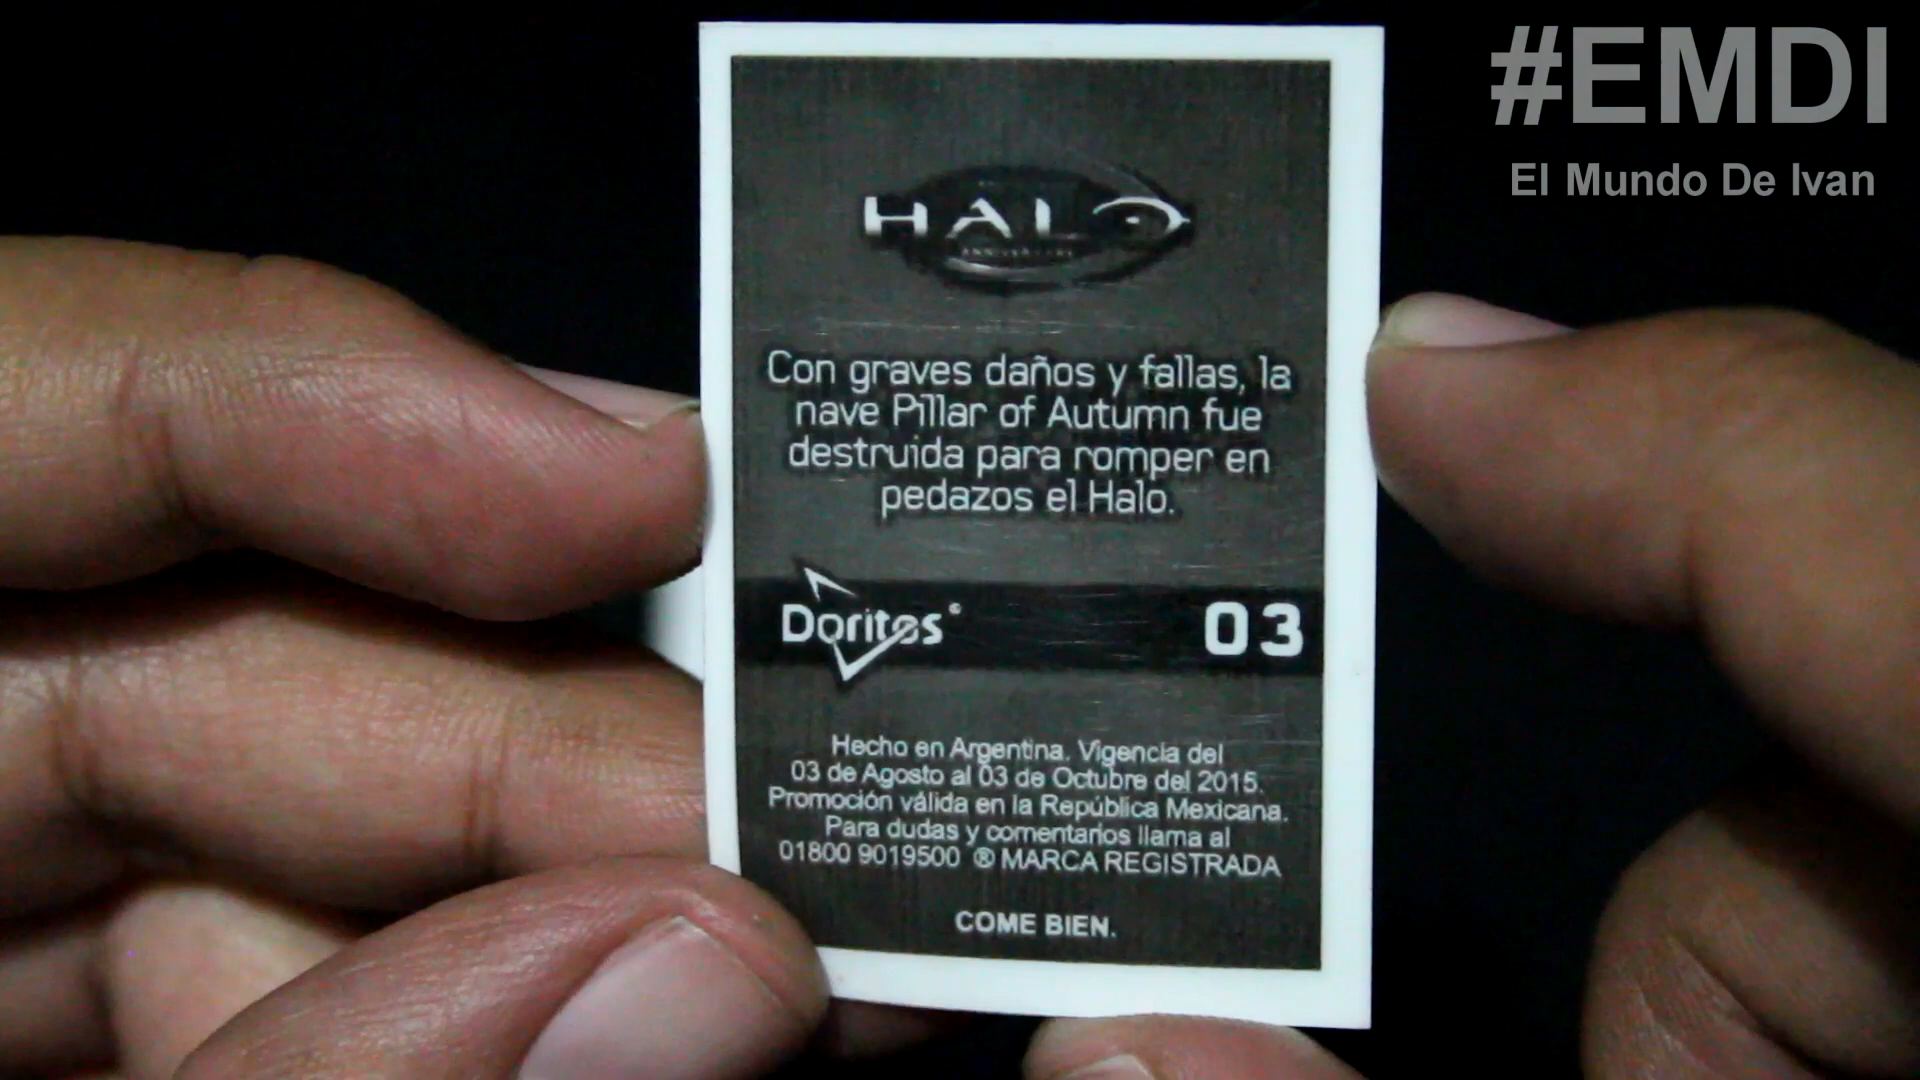 #EMDI
El Mundo De Ivan
HALO
ANNIVERSARY
Con graves daños y fallas, la
nave Pillar of Autumn fue
destruida para romper en
pedazos el Halo.
Doritos®
03
Hecho en Argentina. Vigencia del
03 de Agosto al 03 de Octubre del 2015.
Promoción válida en la República Mexicana.
Para dudas y comentarios llama al
01800 9019500 ® MARCA REGISTRADA
COME BIEN.